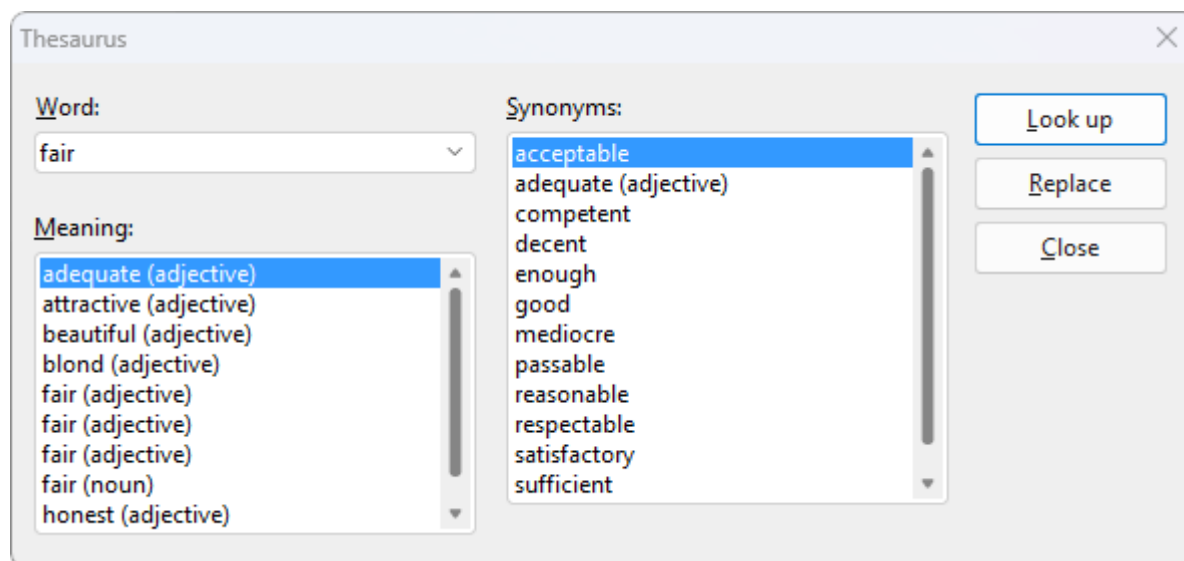 Thesaurus
Word:
fair
Meaning:
adequate (adjective)
attractive (adjective)
beautiful (adjective)
blond (adjective)
fair (adjective)
fair (adjective)
fair (adjective)
fair (noun)
honest (adjective)
Synonyms:
acceptable
adequate (adjective)
competent
decent
enough
good
mediocre
passable
reasonable
respectable
satisfactory
sufficient
Look up
Replace
Close